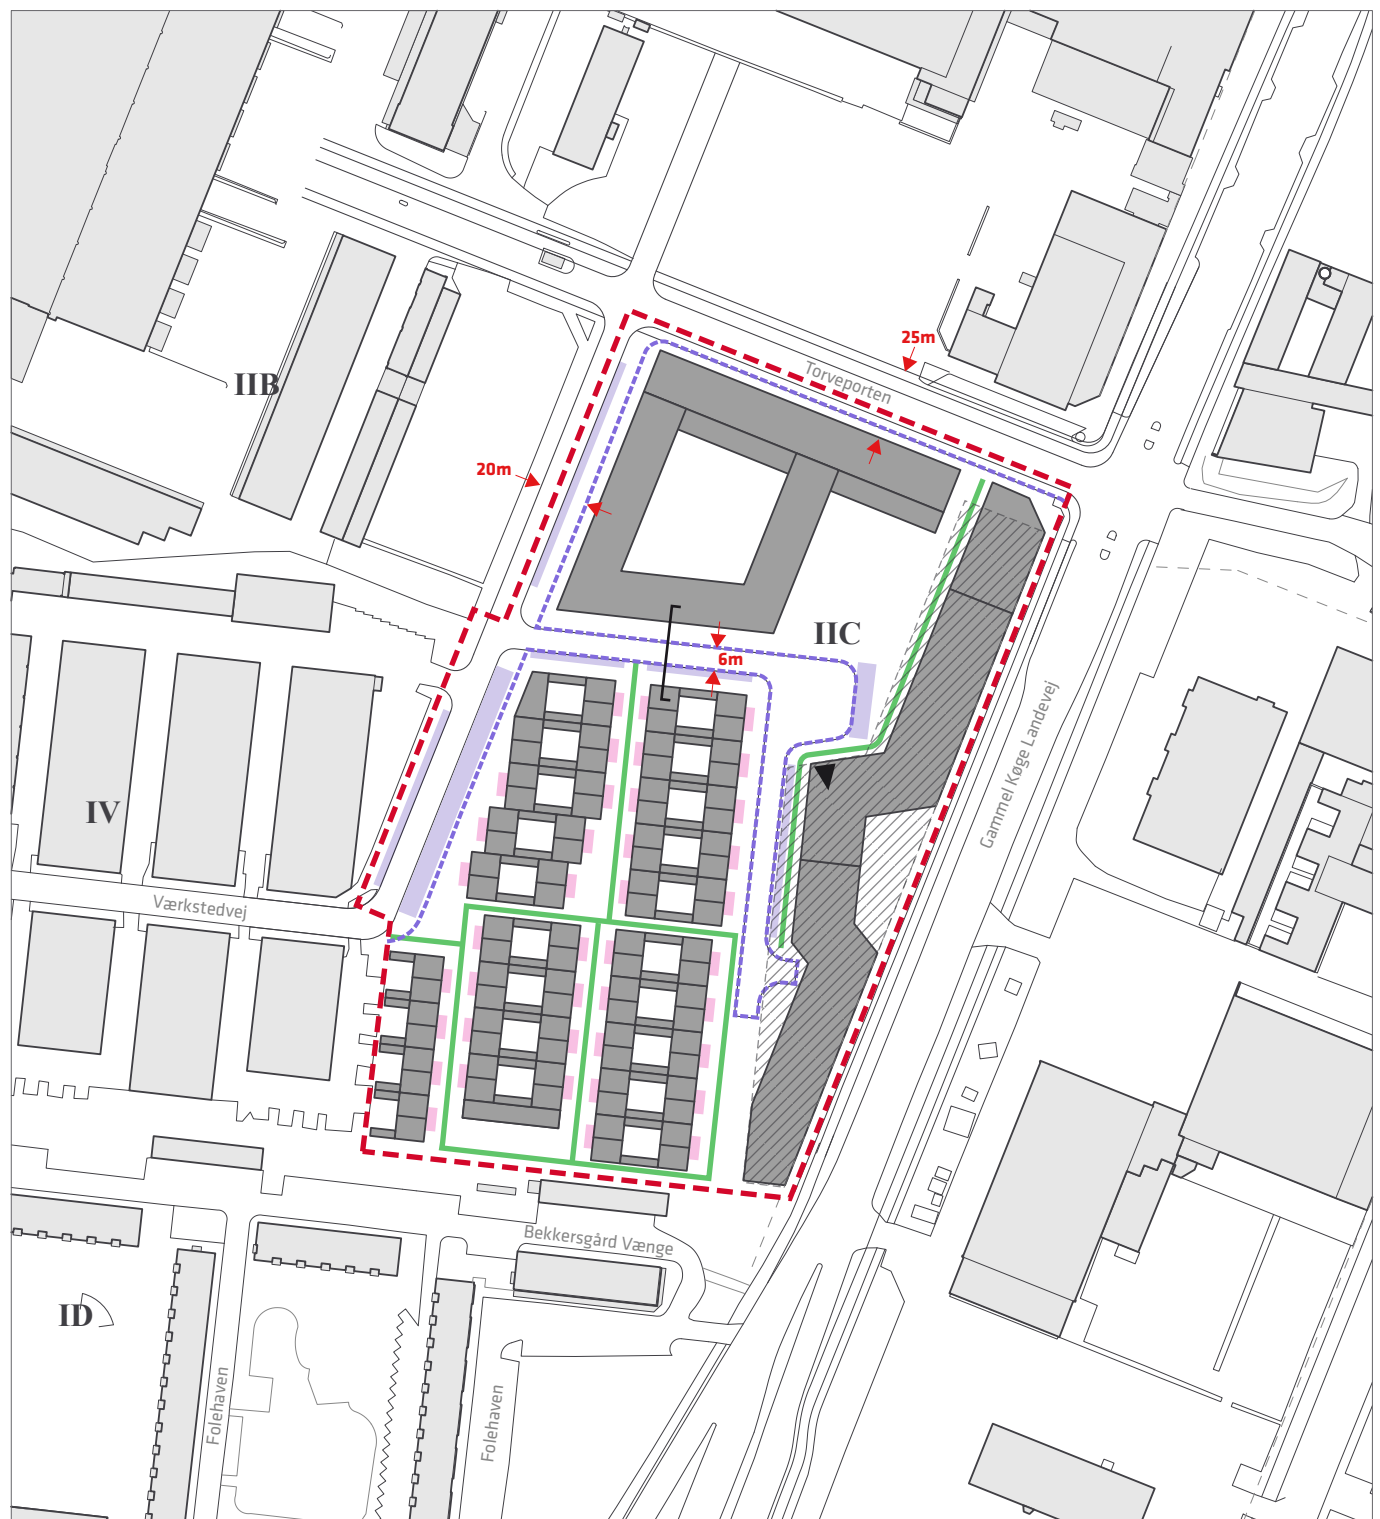 25m
Torveporten
IIB
20m
IIC
6m
Gammel Køge Landevej
IV
Værkstedvej
Bekkersgård Vænge
ID
Folehaven
Folehaven